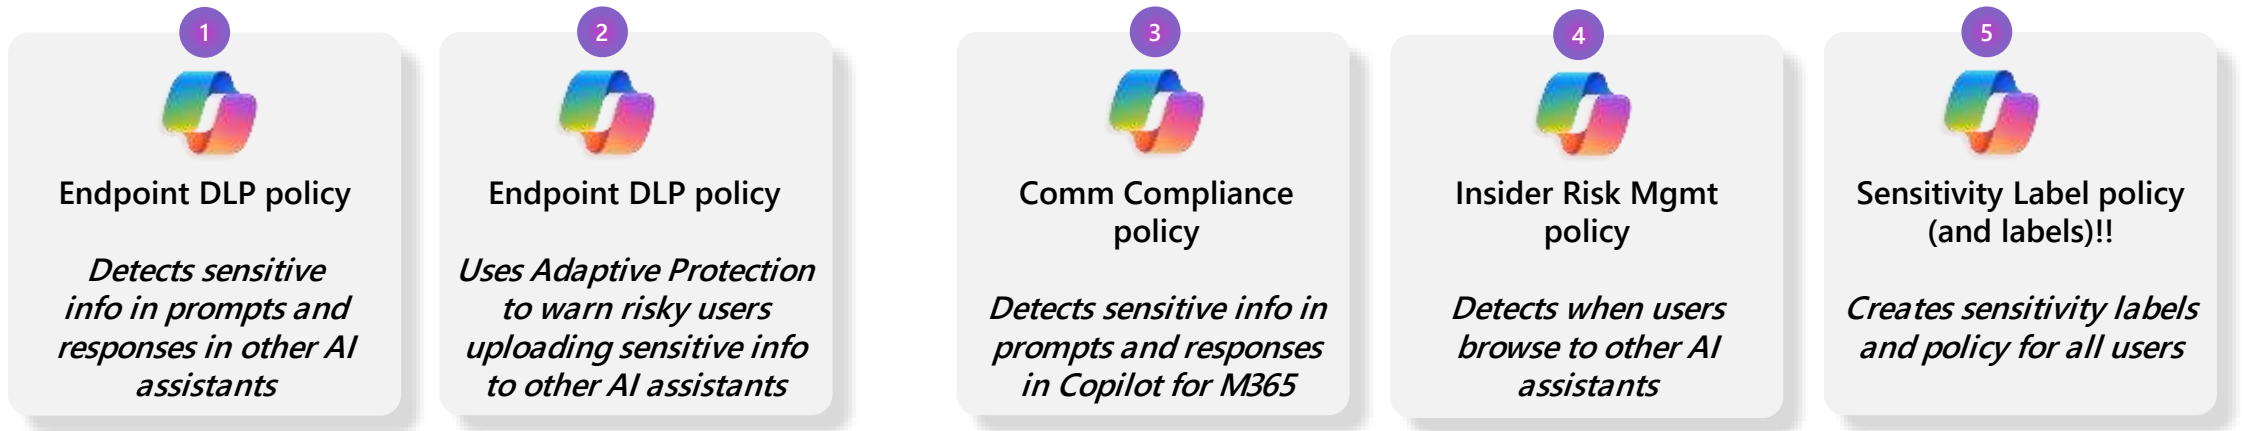 1
Endpoint DLP policy
Detects sensitive
info in prompts and
responses in other AI
assistants
2
Endpoint DLP policy
Uses Adaptive Protection
to warn risky users
uploading sensitive info
to other AI assistants
3
Comm Compliance
policy
Detects sensitive info in
prompts and responses
in Copilot for M365
4
Insider Risk Mgmt
policy
Detects when users
browse to other AI
assistants
5
Sensitivity Label policy
(and labels)!!
Creates sensitivity labels
and policy for all users